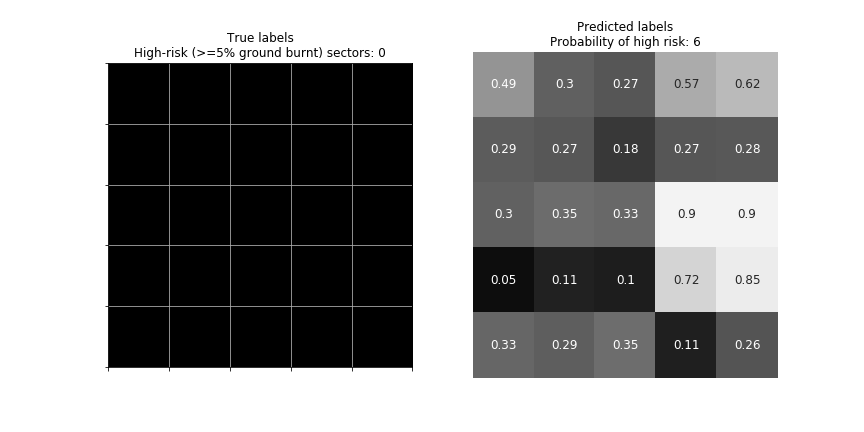 True labels
High-risk (>=5% ground burnt) sectors: 0
Predicted labels
Probability of high risk: 6
0.49 0.3 0.27 0.57 0.62
0.29 0.27 0.18 0.27 0.28
0.3 0.35 0.33 0.9 0.9
0.05 0.11 0.1 0.72 0.85
0.33 0.29 0.35 0.11 0.26